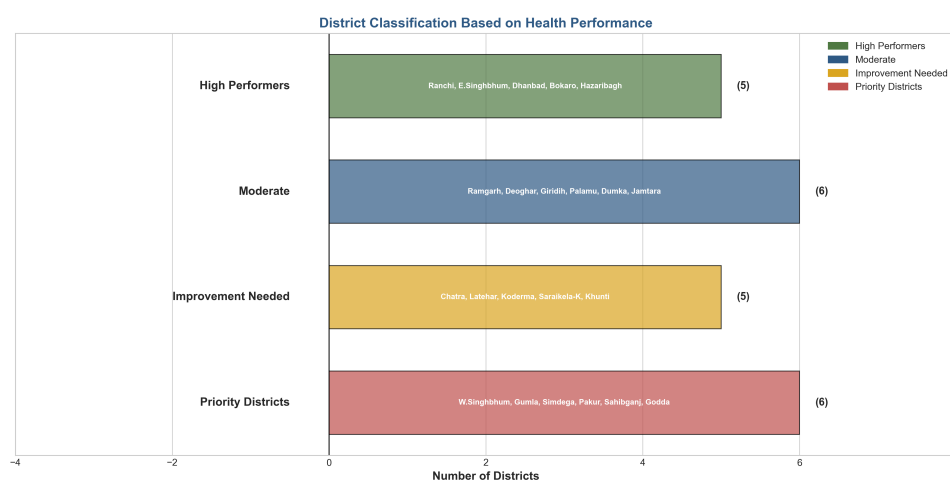 District Classification Based on Health Performance
High Performers
Moderate
Improvement Needed
Priority Districts
High Performers
Ranchi, E.Singhbhum, Dhanbad, Bokaro, Hazaribagh
(5)
Moderate
Ramgarh, Deoghar, Giridih, Palamu, Dumka, Jamtara
(6)
Improvement Needed
Chatra, Latehar, Koderma, Saraikela-K, Khunti
(5)
Priority Districts
W.Singhbhum, Gumla, Simdega, Pakur, Sahibganj, Godda
(6)
−4 −2 0 2 4 6
Number of Districts